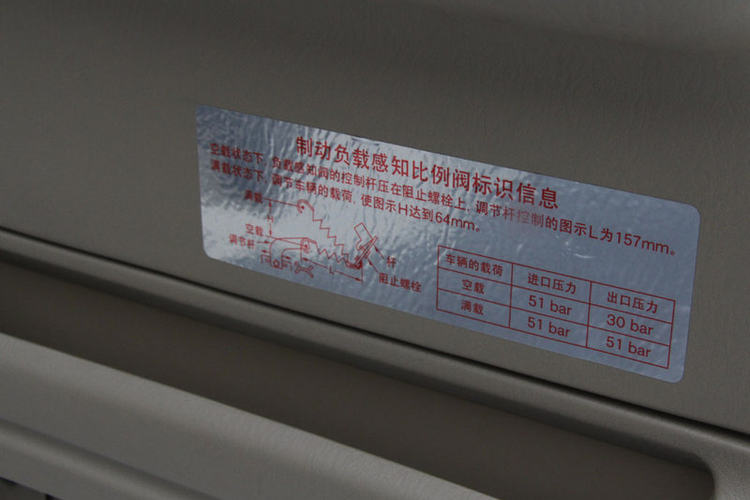 制动负载感知比例阀标识信息
空载状态下，负载感知阀的控制杆压在阻止螺栓上，调节杆控制的图示L为157mm。
满载状态下，调节车辆的载荷，使图示H达到64mm。
满载
H
空载
调节杆
L
杆
阻止螺栓
车辆的载荷 进口压力 出口压力
空载 51 bar 30 bar
满载 51 bar 51 bar